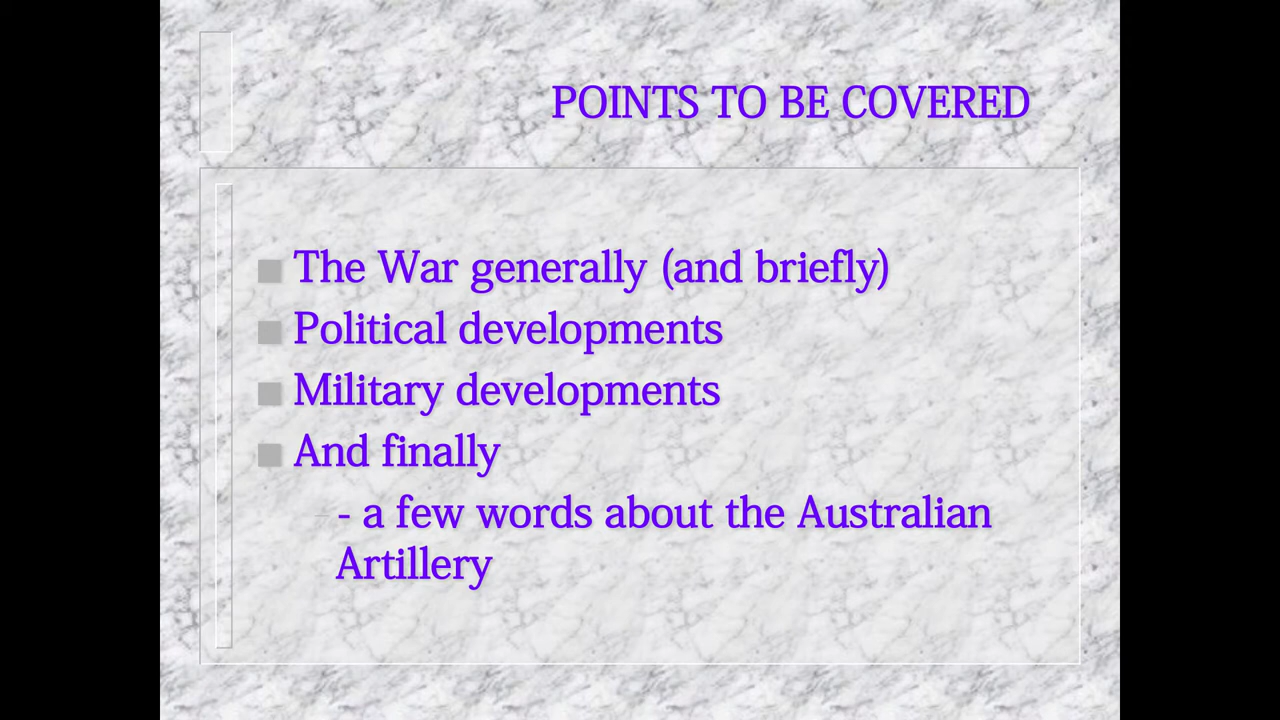 POINTS TO BE COVERED
The War generally (and briefly)
Political developments
Military developments
And finally
- a few words about the Australian
Artillery